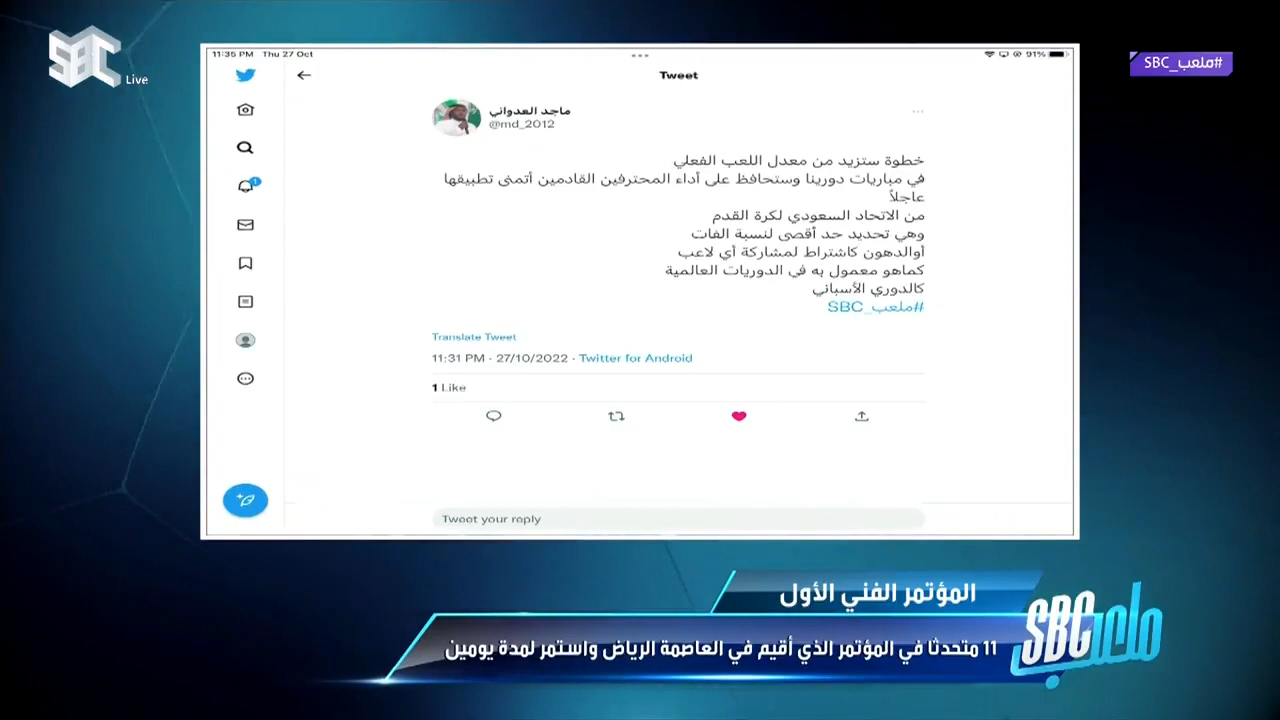 SBC
Live
#ملعب_SBC
11:35 PM Thu 27 Oct
91%
Tweet
ماجد العدواني
@md_2012
خطوة ستزيد من معدل اللعب الفعلي
في مباريات دورينا وستحافظ على أداء المحترفين القادمين أتمنى تطبيقها
عاجلاً
من الاتحاد السعودي لكرة القدم
وهي تحديد حد أقصى لنسبة الفات
أوالدهون كاشتراط لمشاركة أي لاعب
كماهو معمول به في الدوريات العالمية
كالدوري الأسباني
#ملعب_SBC
Translate Tweet
11:31 PM · 27/10/2022 · Twitter for Android
1 Like
Tweet your reply
المؤتمر الفني الأول
11 متحدثا في المؤتمر الذي أقيم في العاصمة الرياض واستمر لمدة يومين
ملعب SBC